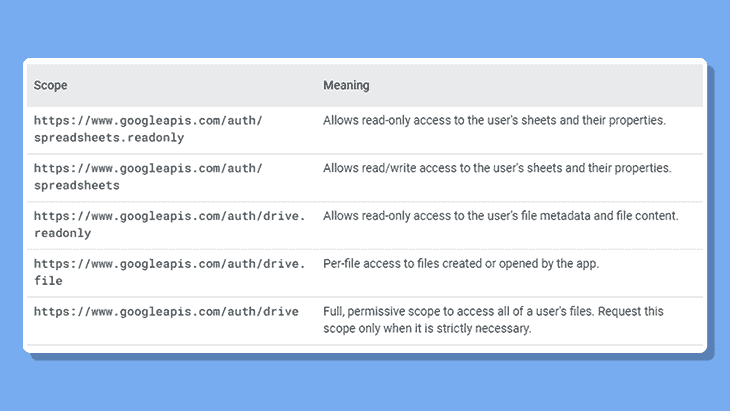 Scope Meaning
https://www.googleapis.com/auth/ Allows read-only access to the user's sheets and their properties.
spreadsheets.readonly
https://www.googleapis.com/auth/ Allows read/write access to the user's sheets and their properties.
spreadsheets
https://www.googleapis.com/auth/drive. Allows read-only access to the user's file metadata and file content.
readonly
https://www.googleapis.com/auth/drive. Per-file access to files created or opened by the app.
file
https://www.googleapis.com/auth/drive Full, permissive scope to access all of a user's files. Request this
scope only when it is strictly necessary.